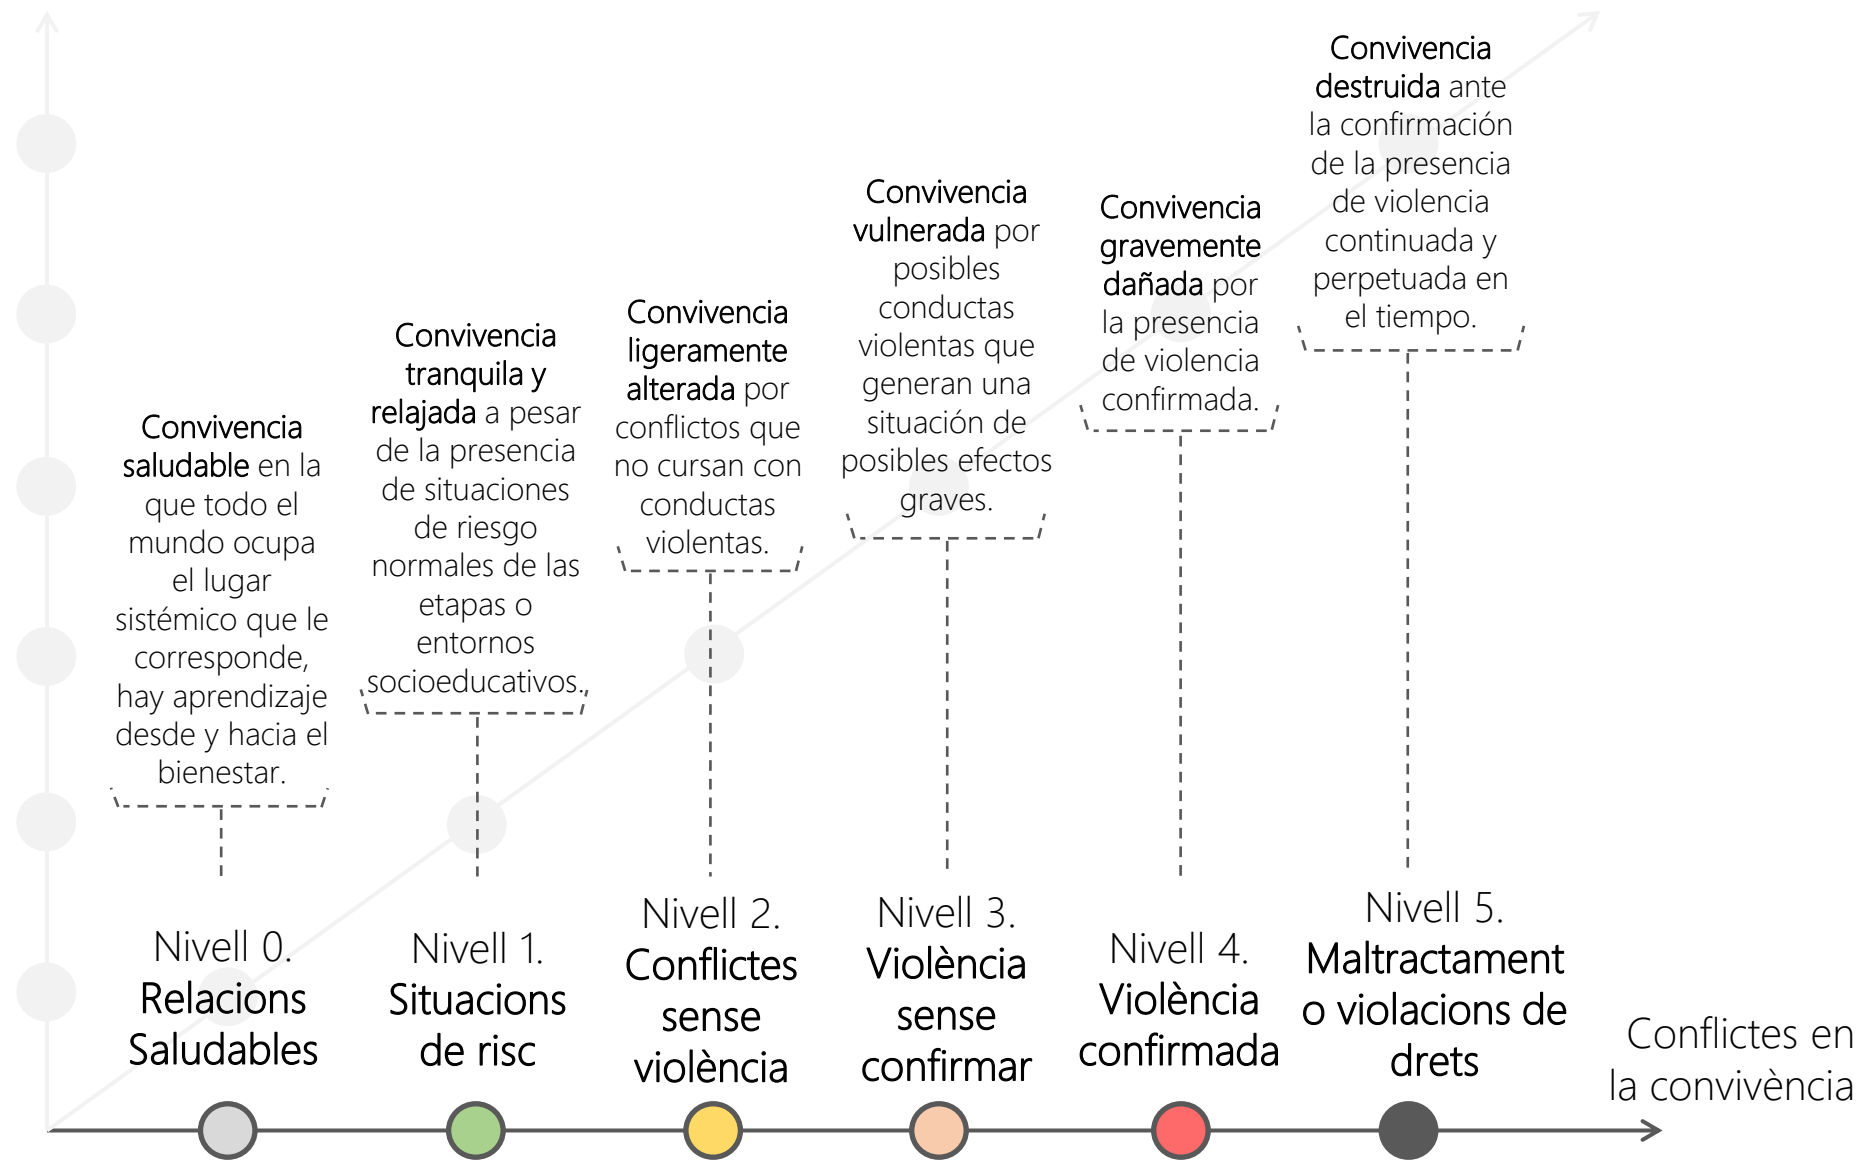 Convivencia
saludable en la
que todo el
mundo ocupa
el lugar
sistémico que le
corresponde,
hay aprendizaje
desde y hacia el
bienestar.
Convivencia
tranquila y
relajada a pesar
de la presencia
de situaciones
de riesgo
normales de las
etapas o
entornos
socioeducativos.
Convivencia
ligeramente
alterada por
conflictos que
no cursan con
conductas
violentas.
Convivencia
vulnerada por
posibles
conductas
violentas que
generan una
situación de
posibles efectos
graves.
Convivencia
gravemente
dañada por
la presencia
de violencia
confirmada.
Convivencia
destruida ante
la confirmación
de la presencia
de violencia
continuada y
perpetuada en
el tiempo.
Nivell 0.
Relacions
Saludables
Nivell 1.
Situacions
de risc
Nivell 2.
Conflictes
sense
violència
Nivell 3.
Violència
sense
confirmar
Nivell 4.
Violència
confirmada
Nivell 5.
Maltractament
o violacions de
drets
Conflictes en
la convivència